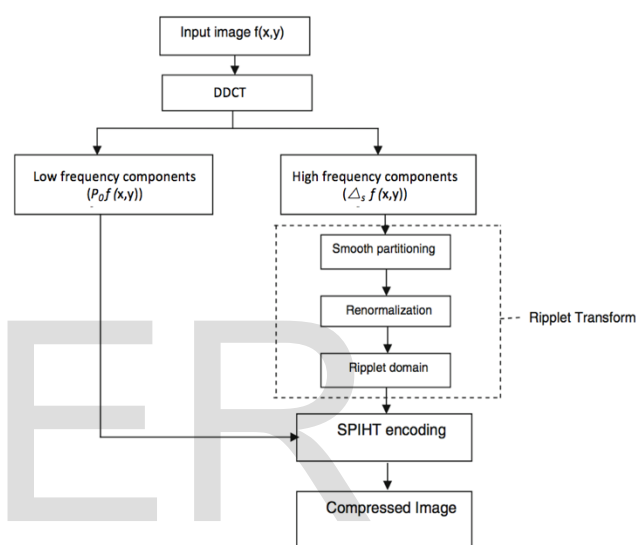 Input image f(x,y)
DDCT
Low frequency components
(P₀f (x,y))
High frequency components
(△ₛ f (x,y))
Smooth partitioning
Renormalization
Ripplet domain
Ripplet Transform
SPIHT encoding
Compressed Image
ER